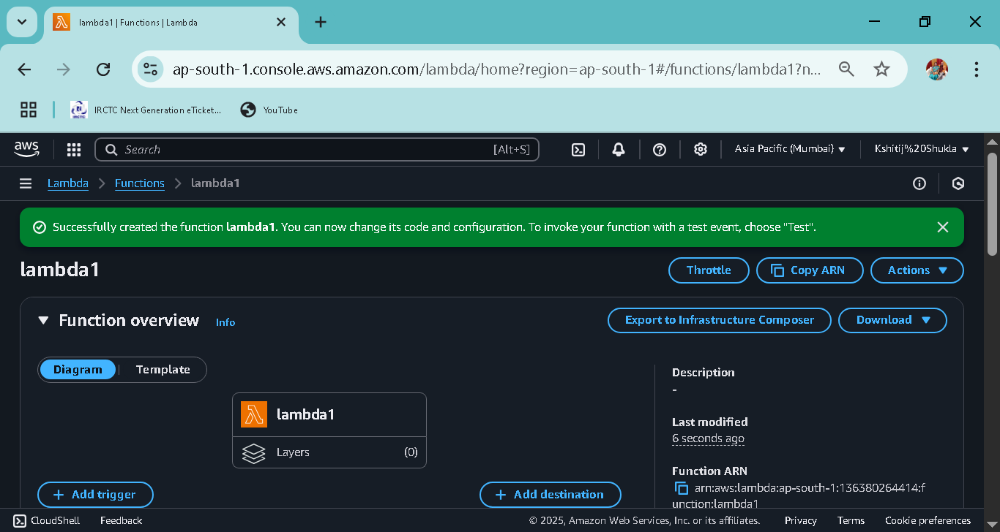 lambda1 | Functions | Lambda
ap-south-1.console.aws.amazon.com/lambda/home?region=ap-south-1#/functions/lambda1?n...
IRCTC Next Generation eTicket... YouTube
aws Search [Alt+S] Asia Pacific (Mumbai) Kshitij%20Shukla
Lambda Functions lambda1
Successfully created the function lambda1. You can now change its code and configuration. To invoke your function with a test event, choose "Test".
lambda1 Throttle Copy ARN Actions
Function overview Info Export to Infrastructure Composer Download
Diagram Template
lambda1
Layers (0)
+ Add trigger + Add destination
Description
-
Last modified
6 seconds ago
Function ARN
arn:aws:lambda:ap-south-1:136380264414:f
unction:lambda1
CloudShell Feedback © 2025, Amazon Web Services, Inc. or its affiliates. Privacy Terms Cookie preferences